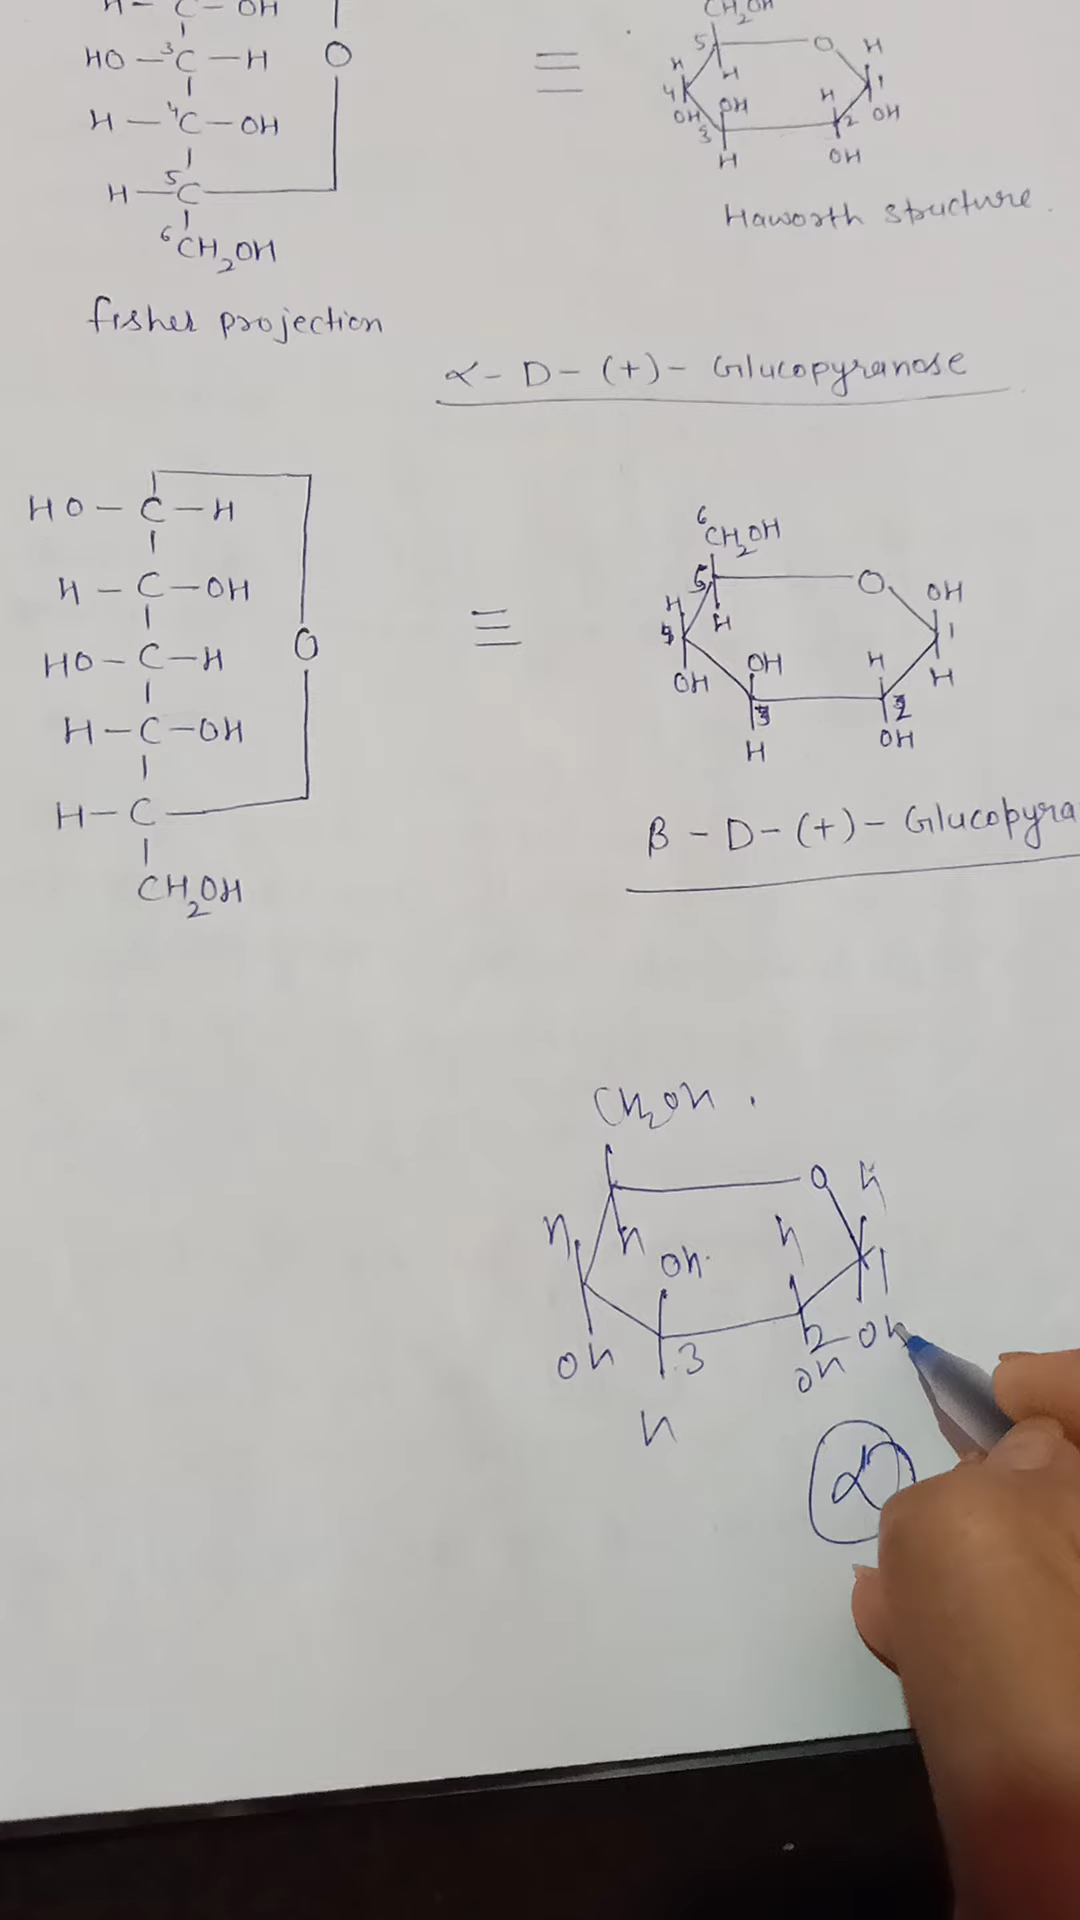 H - C - OH
HO - ³C - H O
H - ⁴C - OH
H - ⁵C
⁶CH₂OH
fisher projection
≡
CH₂OH
5 O H
H H H 1
4 OH 2 OH
OH 3
H OH
Haworth structure.
α - D - (+) - Glucopyranose
HO - C - H
H - C - OH
HO - C - H O
H - C - OH
H - C
CH₂OH
≡
⁶CH₂OH
5 O OH
H H 1
4 OH H H
OH 3 2
H OH
β - D - (+) - Glucopyra
CH₂OH .
O H
H H H
OH. 1
OH 3 2 OH
OH
H
α